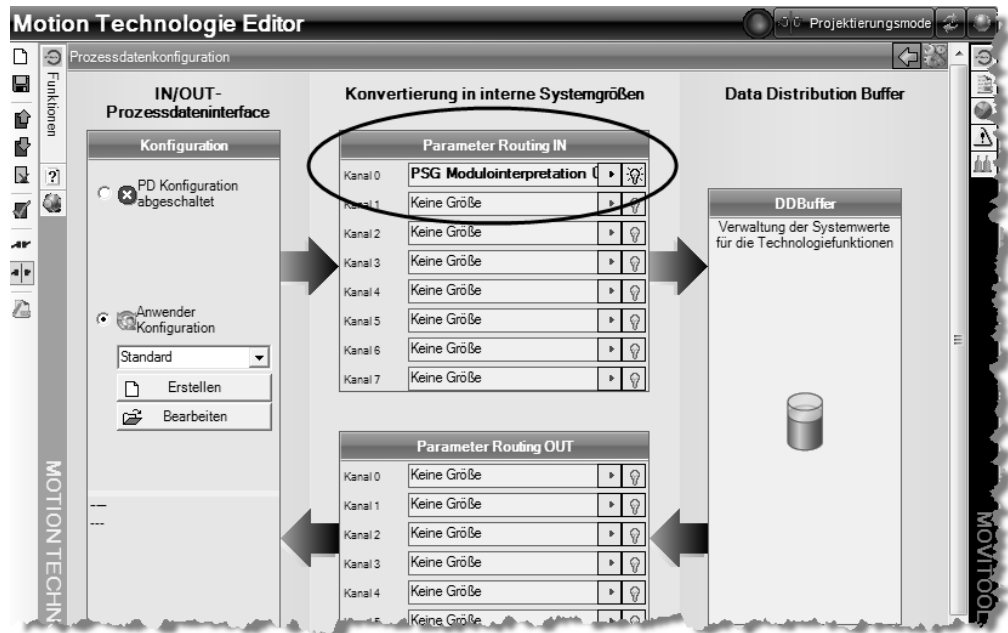 Motion Technologie Editor
Projektierungsmode
Prozessdatenkonfiguration
Funktionen
IN/OUT-
Prozessdateninterface
Konfiguration
PD Konfiguration
abgeschaltet
Anwender
Konfiguration
Standard
Erstellen
Bearbeiten
---
---
Konvertierung in interne Systemgrößen
Parameter Routing IN
Kanal 0 PSG Modulointerpretation
Kanal 1 Keine Größe
Kanal 2 Keine Größe
Kanal 3 Keine Größe
Kanal 4 Keine Größe
Kanal 5 Keine Größe
Kanal 6 Keine Größe
Kanal 7 Keine Größe
Parameter Routing OUT
Kanal 0 Keine Größe
Kanal 1 Keine Größe
Kanal 2 Keine Größe
Kanal 3 Keine Größe
Kanal 4 Keine Größe
Keine Größe
Data Distribution Buffer
DDBuffer
Verwaltung der Systemwerte
für die Technologiefunktionen
MOTION TECHN
MOVITOO